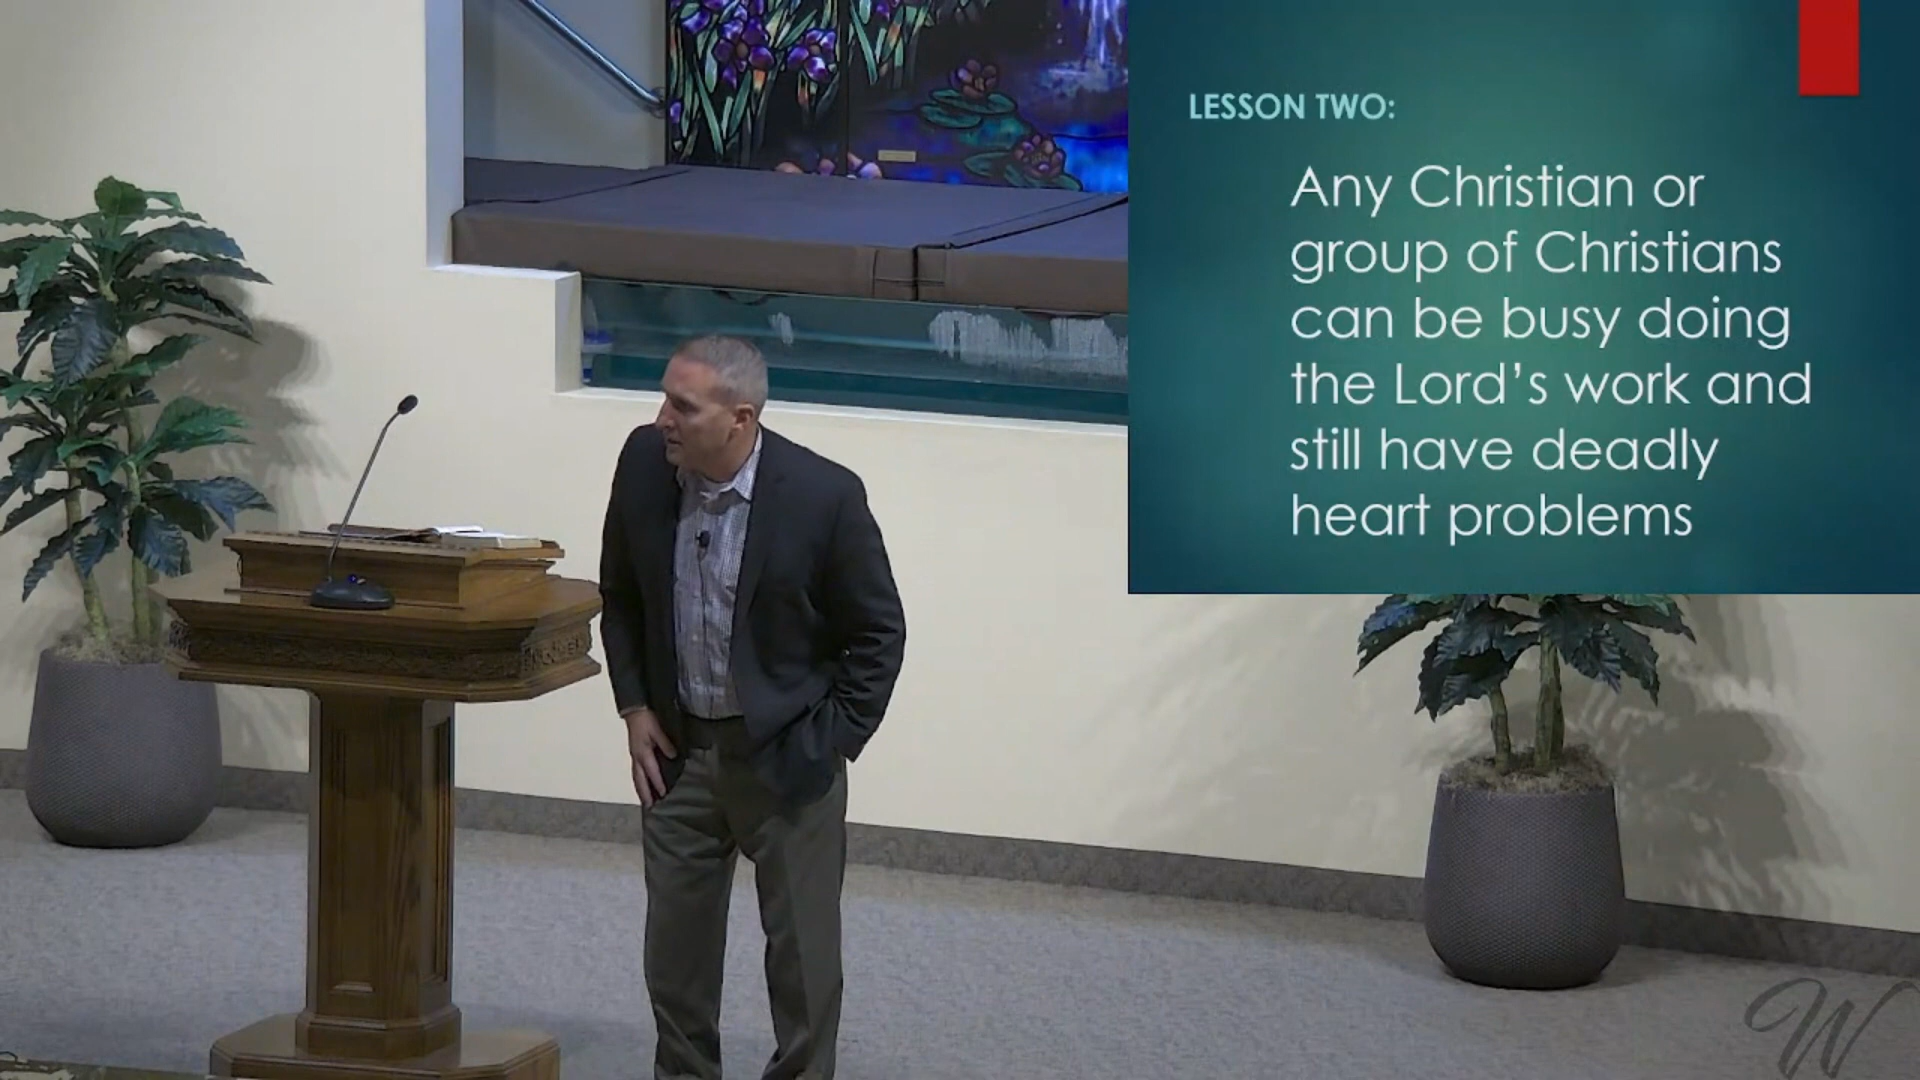 LESSON TWO:
Any Christian or
group of Christians
can be busy doing
the Lord's work and
still have deadly
heart problems
W